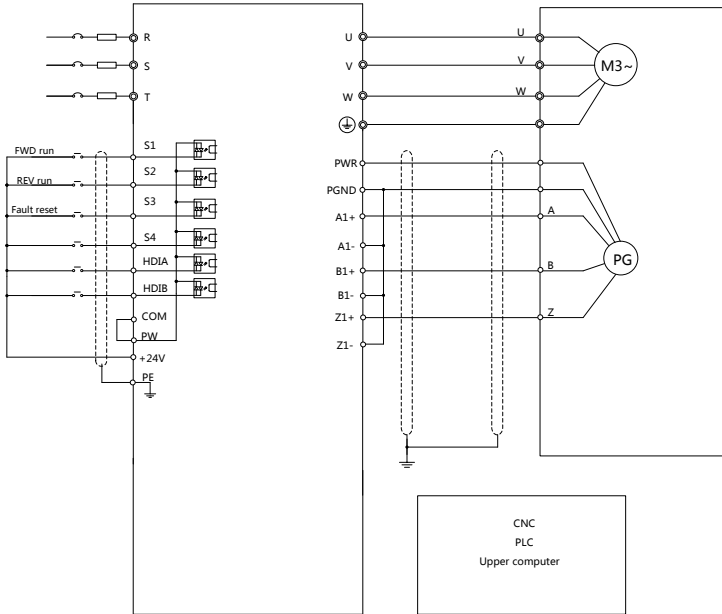 R
S
T
FWD run
REV run
Fault reset
S1
S2
S3
S4
HDIA
HDIB
COM
PW
+24V
PE
U
V
W
PWR
PGND
A1+
A1-
B1+
B1-
Z1+
Z1-
U
V
W
A
B
Z
M3~
PG
CNC
PLC
Upper computer